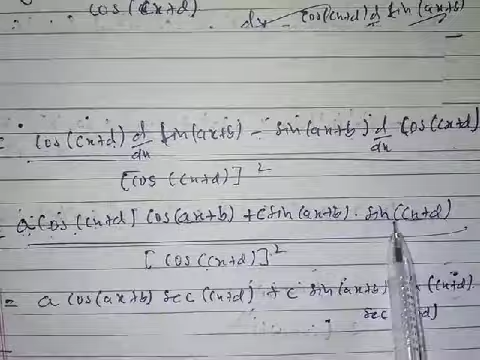 cos(cx+d)
dx cos(cx+d) d sin(ax+b)
= cos(cx+d) d/dx sin(ax+b) - sin(ax+b) d/dx cos(cx+d)
[cos(cx+d)]²
= a cos(cx+d] cos(ax+b) + c sin(ax+b) · sin(cx+d)
[cos(cx+d)]²
= a cos(ax+b) sec(cx+d) + c sin(ax+b) (cx+d).
sec d)